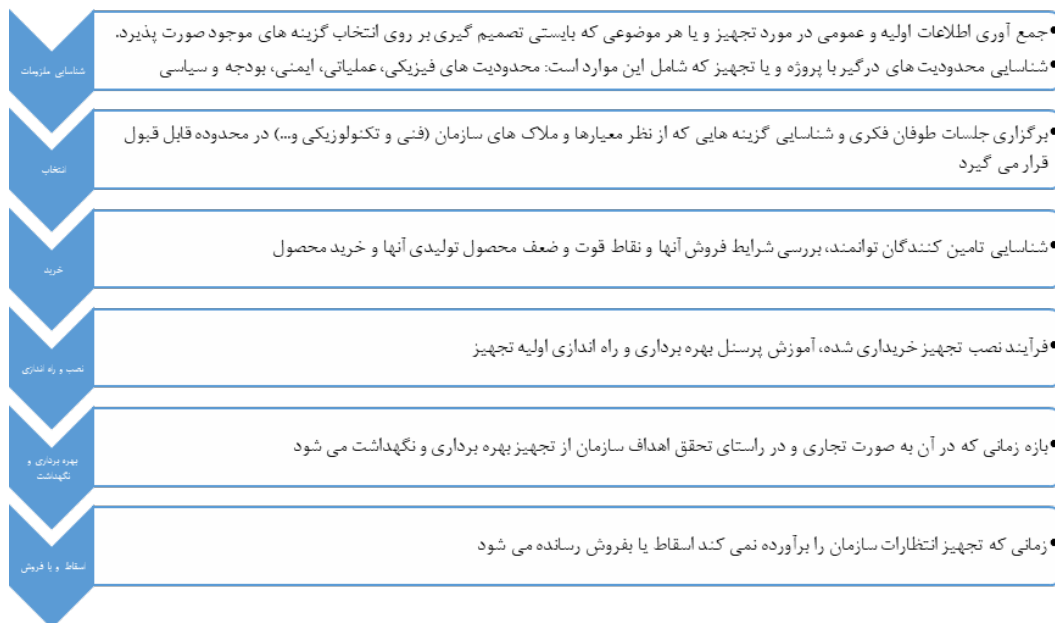 شناسایی ملزومات
•جمع آوری اطلاعات اولیه و عمومی در مورد تجهیز و یا هر موضوعی که بایستی تصمیم گیری بر روی انتخاب گزینه های موجود صورت پذیرد.
•شناسایی محدودیت های درگیر با پروژه و یا تجهیز که شامل این موارد است: محدودیت های فیزیکی، عملیاتی، ایمنی، بودجه و سیاسی
انتخاب
•برگزاری جلسات طوفان فکری و شناسایی گزینه هایی که از نظر معیارها و ملاک های سازمان (فنی و تکنولوزیکی و...) در محدوده قابل قبول
قرار می گیرد
خرید
•شناسایی تامین کنندگان توانمند، بررسی شرایط فروش آنها و نقاط قوت و ضعف محصول تولیدی آنها و خرید محصول
نصب و راه اندازی
•فرآیند نصب تجهیز خریداری شده، آموزش پرسنل بهره برداری و راه اندازی اولیه تجهیز
بهره برداری و
نگهداشت
•بازه زمانی که در آن به صورت تجاری و در راستای تحقق اهداف سازمان از تجهیز بهره برداری و نگهداشت می شود
اسقاط و یا فروش
•زمانی که تجهیز انتظارات سازمان را برآورده نمی کند اسقاط یا بفروش رسانده می شود